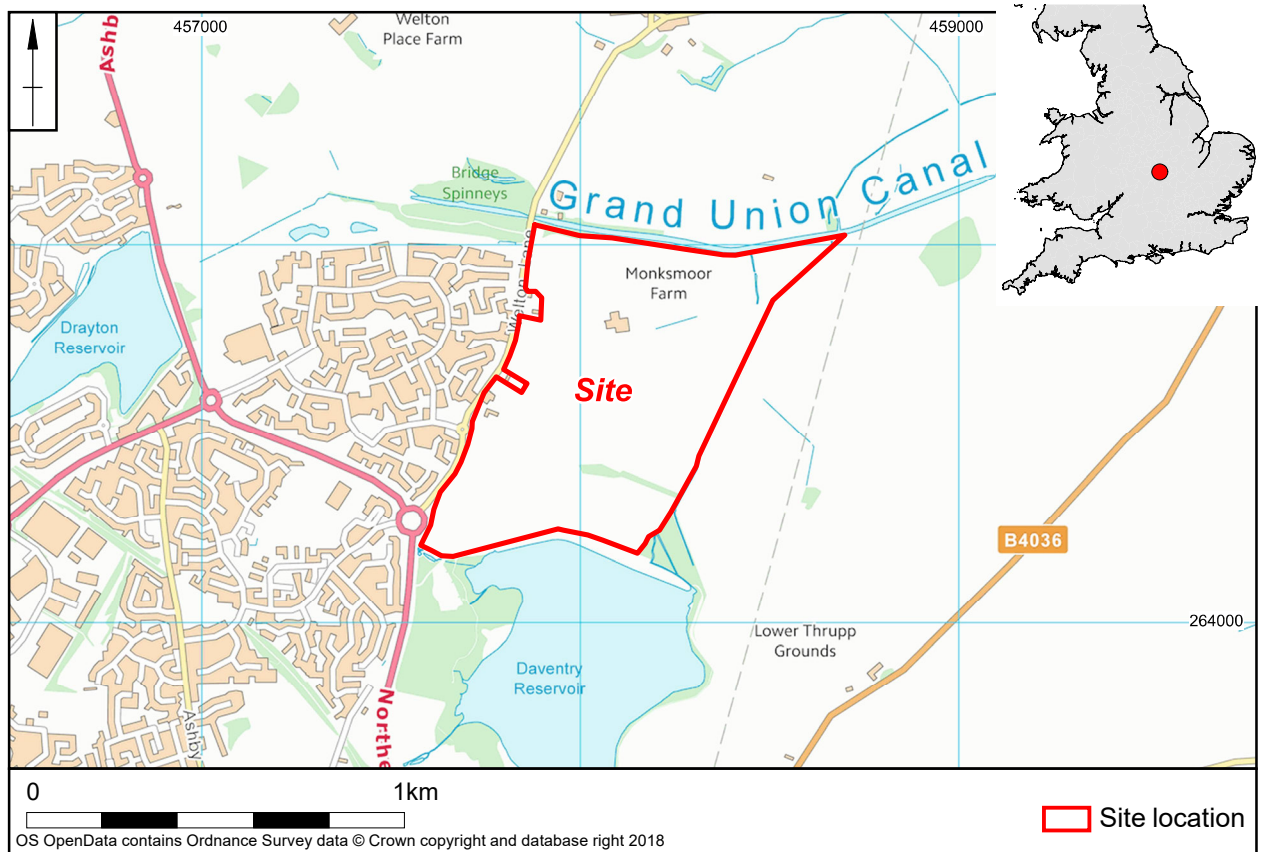 457000
Welton
Place Farm
459000
Ashb
Bridge
Spinneys
Grand Union Canal
Welton Lane
Monksmoor
Farm
Drayton
Reservoir
Site
B4036
264000
Lower Thrupp
Grounds
Daventry
Reservoir
Ashby
Northe
0
1km
Site location
OS OpenData contains Ordnance Survey data © Crown copyright and database right 2018